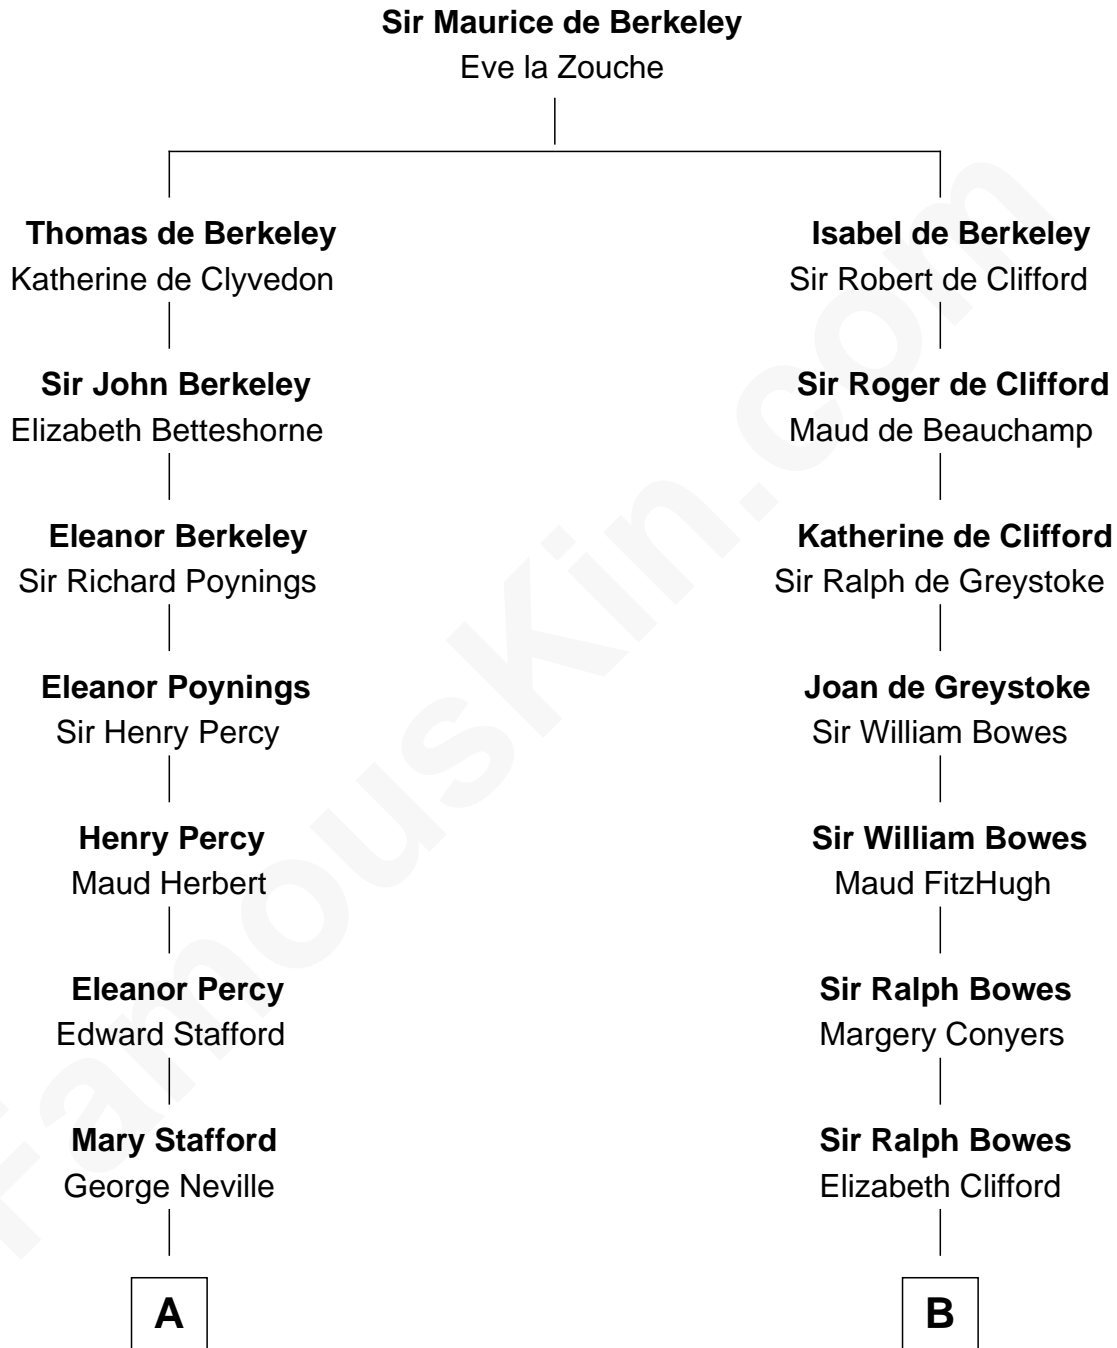 Sir Maurice de Berkeley
Eve la Zouche
Thomas de Berkeley
Katherine de Clyvedon
Isabel de Berkeley
Sir Robert de Clifford
Sir John Berkeley
Elizabeth Betteshorne
Sir Roger de Clifford
Maud de Beauchamp
Eleanor Berkeley
Sir Richard Poynings
Katherine de Clifford
Sir Ralph de Greystoke
Eleanor Poynings
Sir Henry Percy
Joan de Greystoke
Sir William Bowes
Henry Percy
Maud Herbert
Sir William Bowes
Maud FitzHugh
Eleanor Percy
Edward Stafford
Sir Ralph Bowes
Margery Conyers
Mary Stafford
George Neville
Sir Ralph Bowes
Elizabeth Clifford
A
B
FamousKin.com